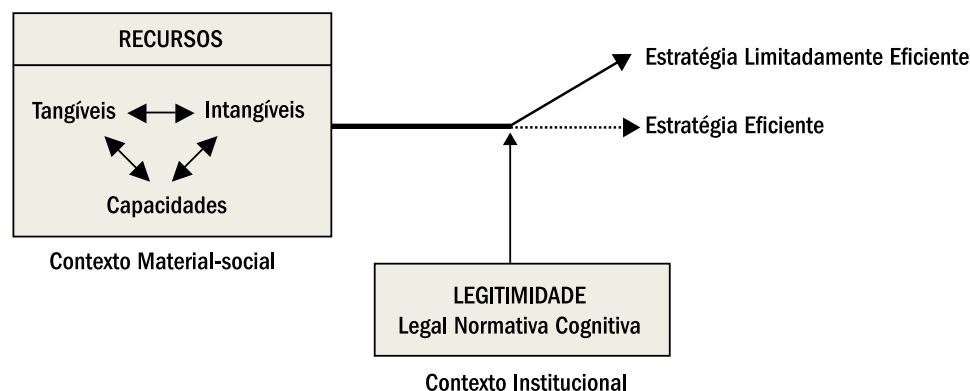 RECURSOS
Tangíveis
Intangíveis
Capacidades
Contexto Material-social
Estratégia Limitadamente Eficiente
Estratégia Eficiente
LEGITIMIDADE
Legal Normativa Cognitiva
Contexto Institucional